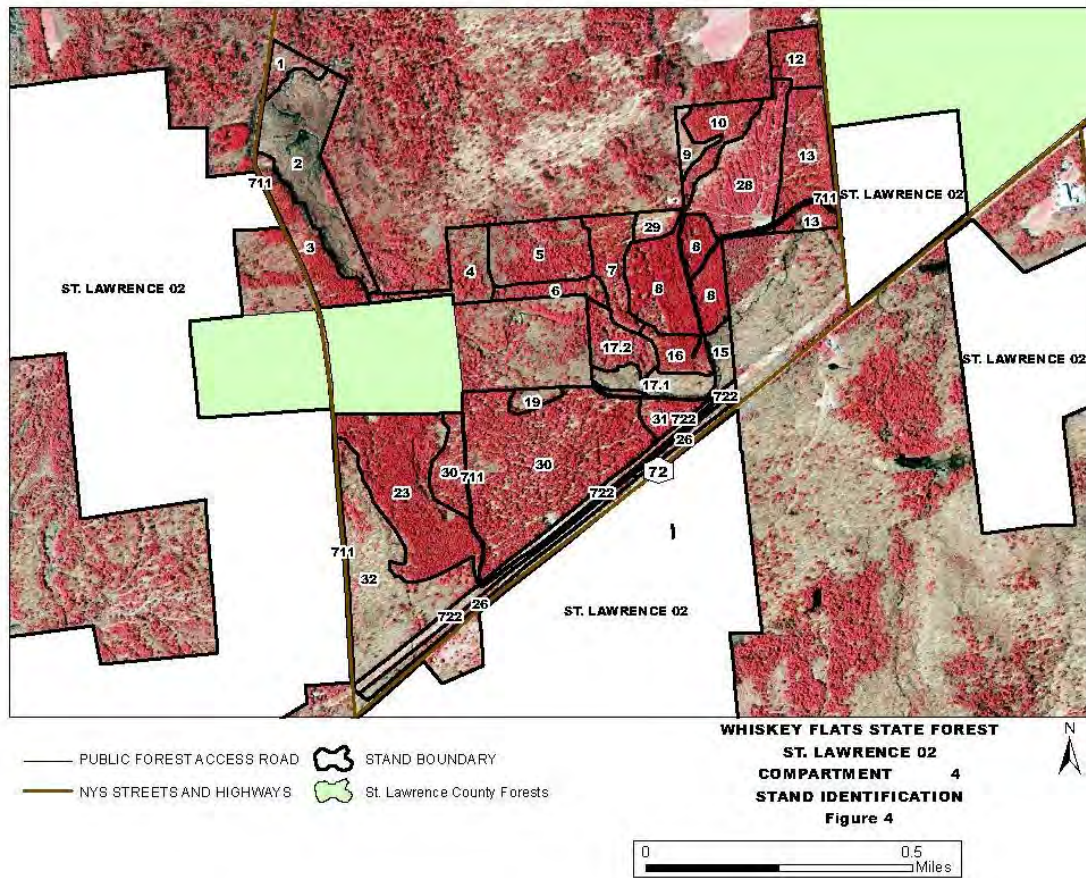 12
1
10
9
13
2
28
711
711
ST. LAWRENCE 02
13
29
3
5
8
4
7
6
8
8
ST. LAWRENCE 02
17.2
16
15
ST. LAWRENCE 02
17.1
19
722
31
722
26
30
30
72
711
23
722
711
32
26
ST. LAWRENCE 02
722
WHISKEY FLATS STATE FOREST
ST. LAWRENCE 02
COMPARTMENT 4
STAND IDENTIFICATION
Figure 4
N
PUBLIC FOREST ACCESS ROAD
STAND BOUNDARY
NYS STREETS AND HIGHWAYS
St. Lawrence County Forests
0 0.5
Miles